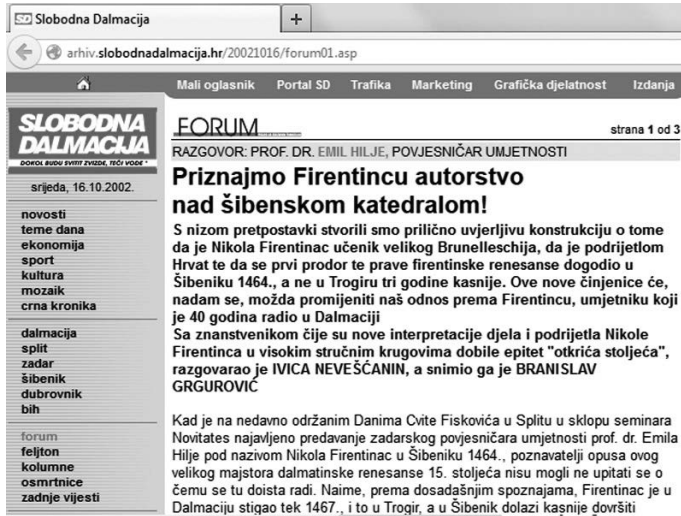 Slobodna Dalmacija
arhiv.slobodnadalmacija.hr/20021016/forum01.asp
Mali oglasnik Portal SD Trafika Marketing Grafička djelatnost Izdanja
SLOBODNA
DALMACIJA
DOKOL BUDU SVITIT ZVIZDE, TEĆI VODE
srijeda, 16.10.2002.
novosti
teme dana
ekonomija
sport
kultura
mozaik
crna kronika
dalmacija
split
zadar
šibenik
dubrovnik
bih
forum
feljton
kolumne
osmrtnice
zadnje vijesti
FORUM
strana 1 od 3
RAZGOVOR: PROF. DR. EMIL HILJE, POVJESNIČAR UMJETNOSTI
Priznajmo Firentincu autorstvo
nad šibenskom katedralom!
S nizom pretpostavki stvorili smo prilično uvjerljivu konstrukciju o tome
da je Nikola Firentinac učenik velikog Brunelleschija, da je podrijetlom
Hrvat te da se prvi prodor te prave firentinske renesanse dogodio u
Šibeniku 1464., a ne u Trogiru tri godine kasnije. Ove nove činjenice će,
nadam se, možda promijeniti naš odnos prema Firentincu, umjetniku koji
je 40 godina radio u Dalmaciji
Sa znanstvenikom čije su nove interpretacije djela i podrijetla Nikole
Firentinca u visokim stručnim krugovima dobile epitet "otkrića stoljeća",
razgovarao je IVICA NEVEŠĆANIN, a snimio ga je BRANISLAV
GRGUROVIĆ
Kad je na nedavno održanim Danima Cvite Fiskovića u Splitu u sklopu seminara
Novitates najavljeno predavanje zadarskog povjesničara umjetnosti prof. dr. Emila
Hilje pod nazivom Nikola Firentinac u Šibeniku 1464., poznavatelji opusa ovog
velikog majstora dalmatinske renesanse 15. stoljeća nisu mogli ne upitati se o
čemu se tu doista radi. Naime, prema dosadašnjim spoznajama, Firentinac je u
Dalmaciju stigao tek 1467., i to u Trogir, a u Šibenik dolazi kasnije dovršiti